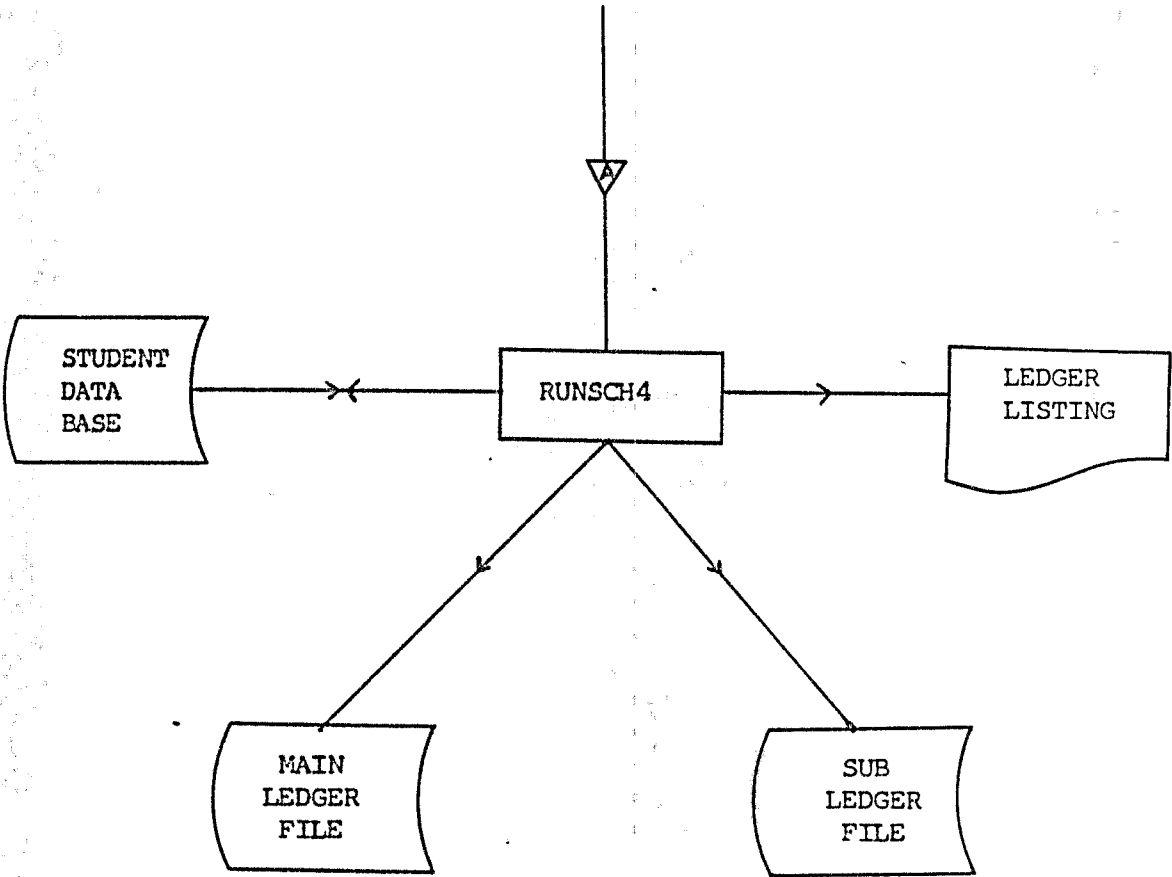 A
STUDENT
DATA
BASE
RUNSCH4
LEDGER
LISTING
MAIN
LEDGER
FILE
SUB
LEDGER
FILE